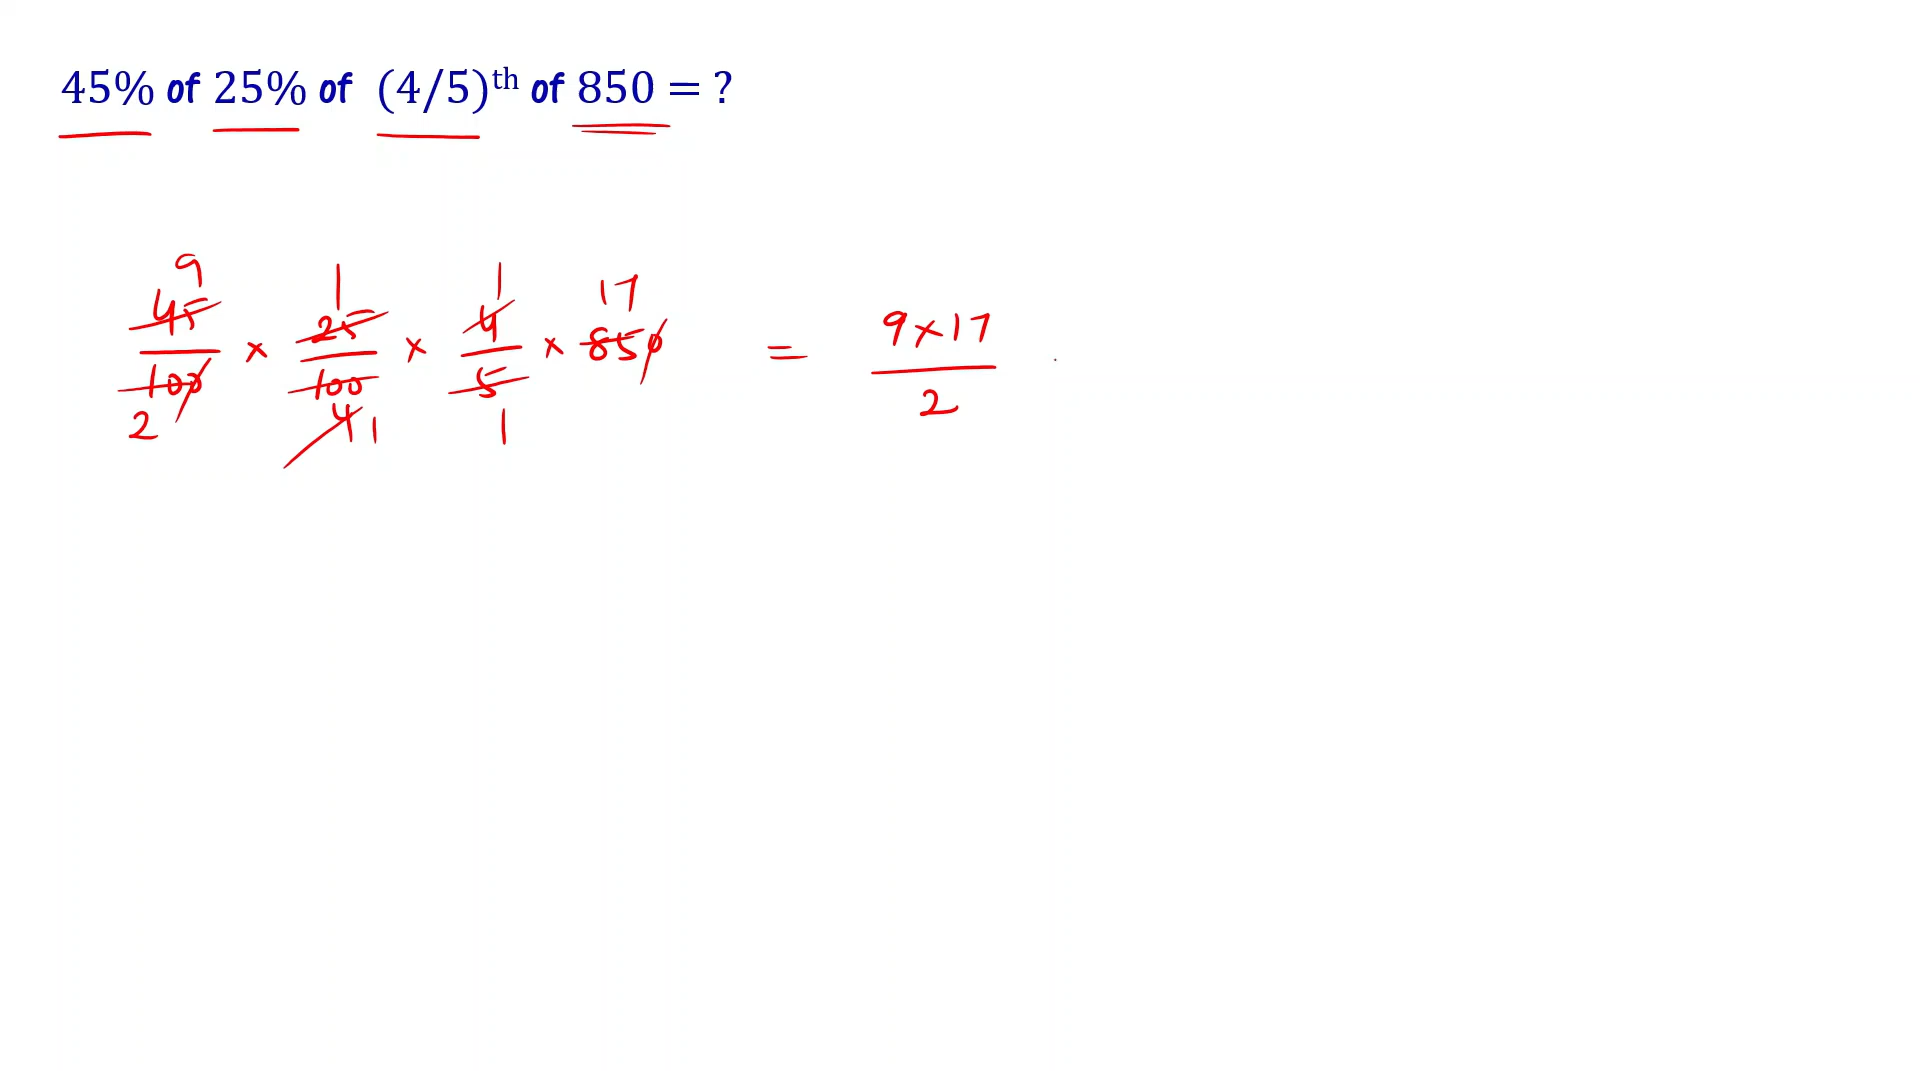 45% of 25% of (4/5)th of 850 = ?
9 1 1 17
45/100 × 25/100 × 4/5 × 850 = 9×17/2
2 4 1 1